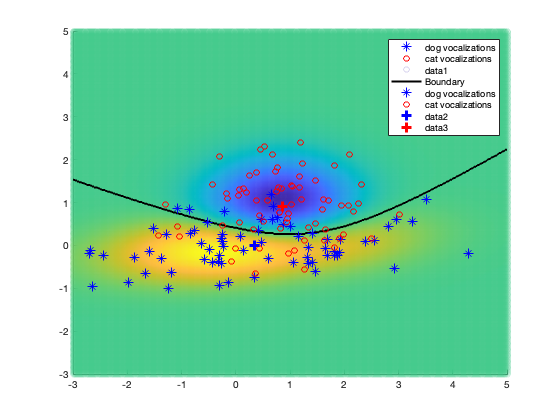 5
4
3
2
1
0
-1
-2
-3
-3
-2
-1
0
1
2
3
4
5
dog vocalizations
cat vocalizations
data1
Boundary
dog vocalizations
cat vocalizations
data2
data3